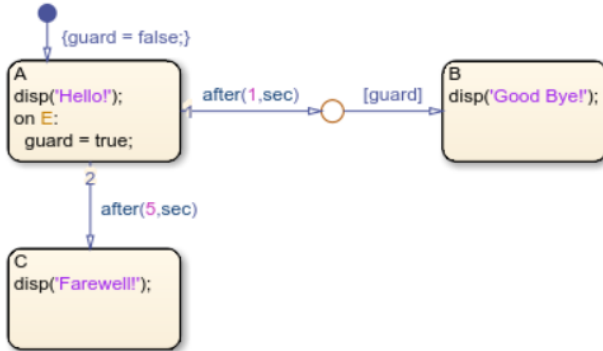 {guard = false;}
A
disp('Hello!');
on E:
guard = true;
1
after(1,sec)
[guard]
B
disp('Good Bye!');
2
after(5,sec)
C
disp('Farewell!');